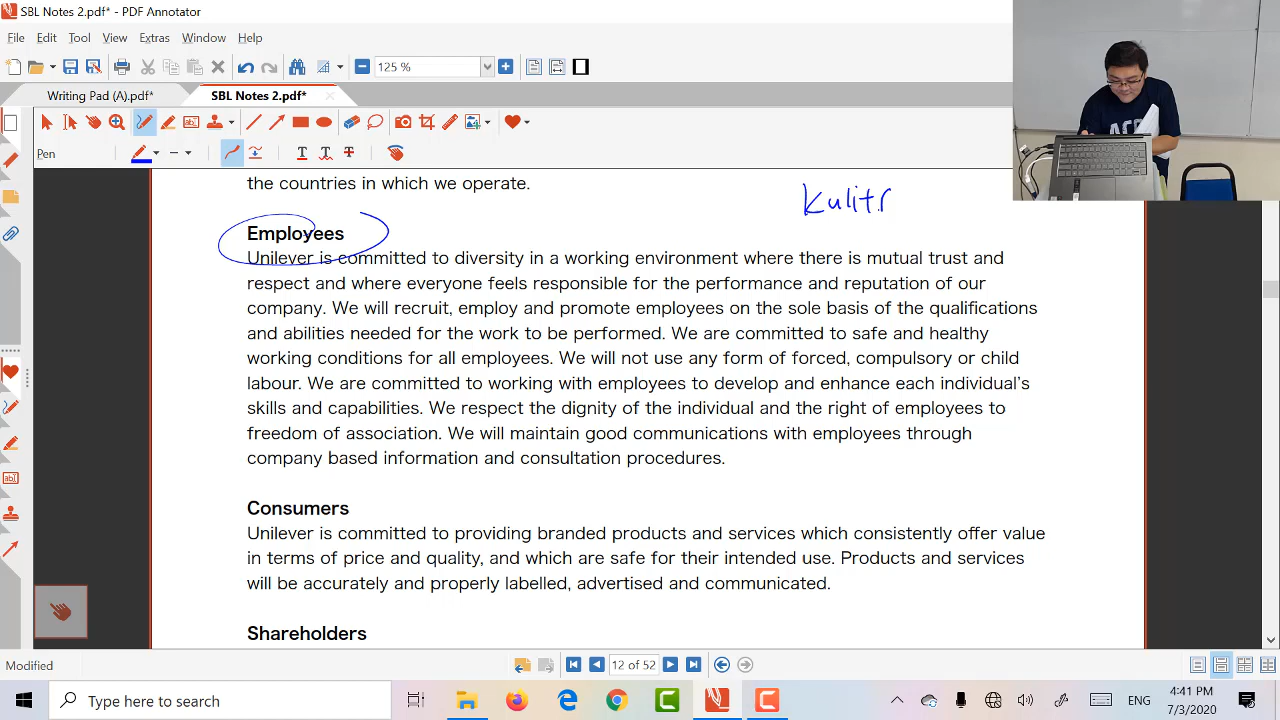 SBL Notes 2.pdf* - PDF Annotator
File Edit Tool View Extras Window Help
125 %
Writing Pad (A).pdf* SBL Notes 2.pdf*
Pen
the countries in which we operate.
Kulitr
Employees
Unilever is committed to diversity in a working environment where there is mutual trust and
respect and where everyone feels responsible for the performance and reputation of our
company. We will recruit, employ and promote employees on the sole basis of the qualifications
and abilities needed for the work to be performed. We are committed to safe and healthy
working conditions for all employees. We will not use any form of forced, compulsory or child
labour. We are committed to working with employees to develop and enhance each individual's
skills and capabilities. We respect the dignity of the individual and the right of employees to
freedom of association. We will maintain good communications with employees through
company based information and consultation procedures.
Consumers
Unilever is committed to providing branded products and services which consistently offer value
in terms of price and quality, and which are safe for their intended use. Products and services
will be accurately and properly labelled, advertised and communicated.
Shareholders
Modified
12 of 52
Type here to search
ENG
4:41 PM
7/3/2020